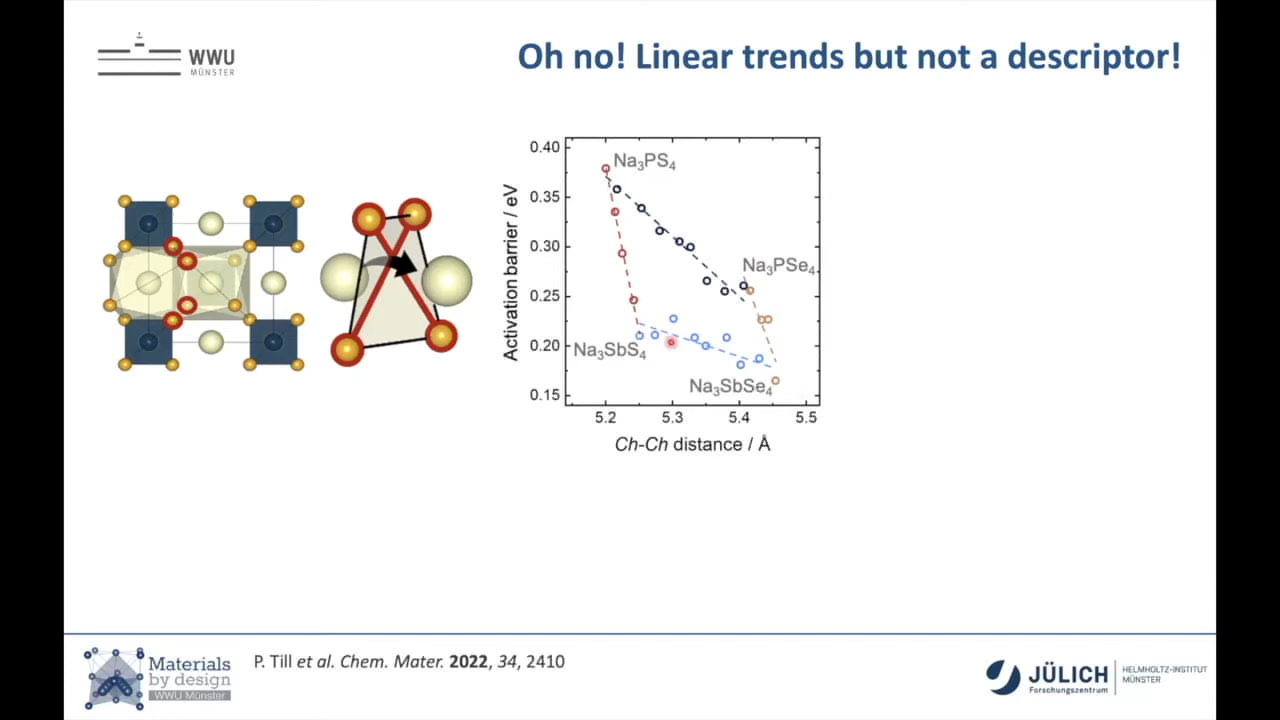 WWU
MÜNSTER
Oh no! Linear trends but not a descriptor!
Activation barrier / eV
0.40
0.35
0.30
0.25
0.20
0.15
Na₃PS₄
Na₃PSe₄
Na₃SbS₄
Na₃SbSe₄
5.2 5.3 5.4 5.5
Ch-Ch distance / Å
Materials
by design
WWU Münster
P. Till et al. Chem. Mater. 2022, 34, 2410
JÜLICH
Forschungszentrum
HELMHOLTZ-INSTITUT
MÜNSTER